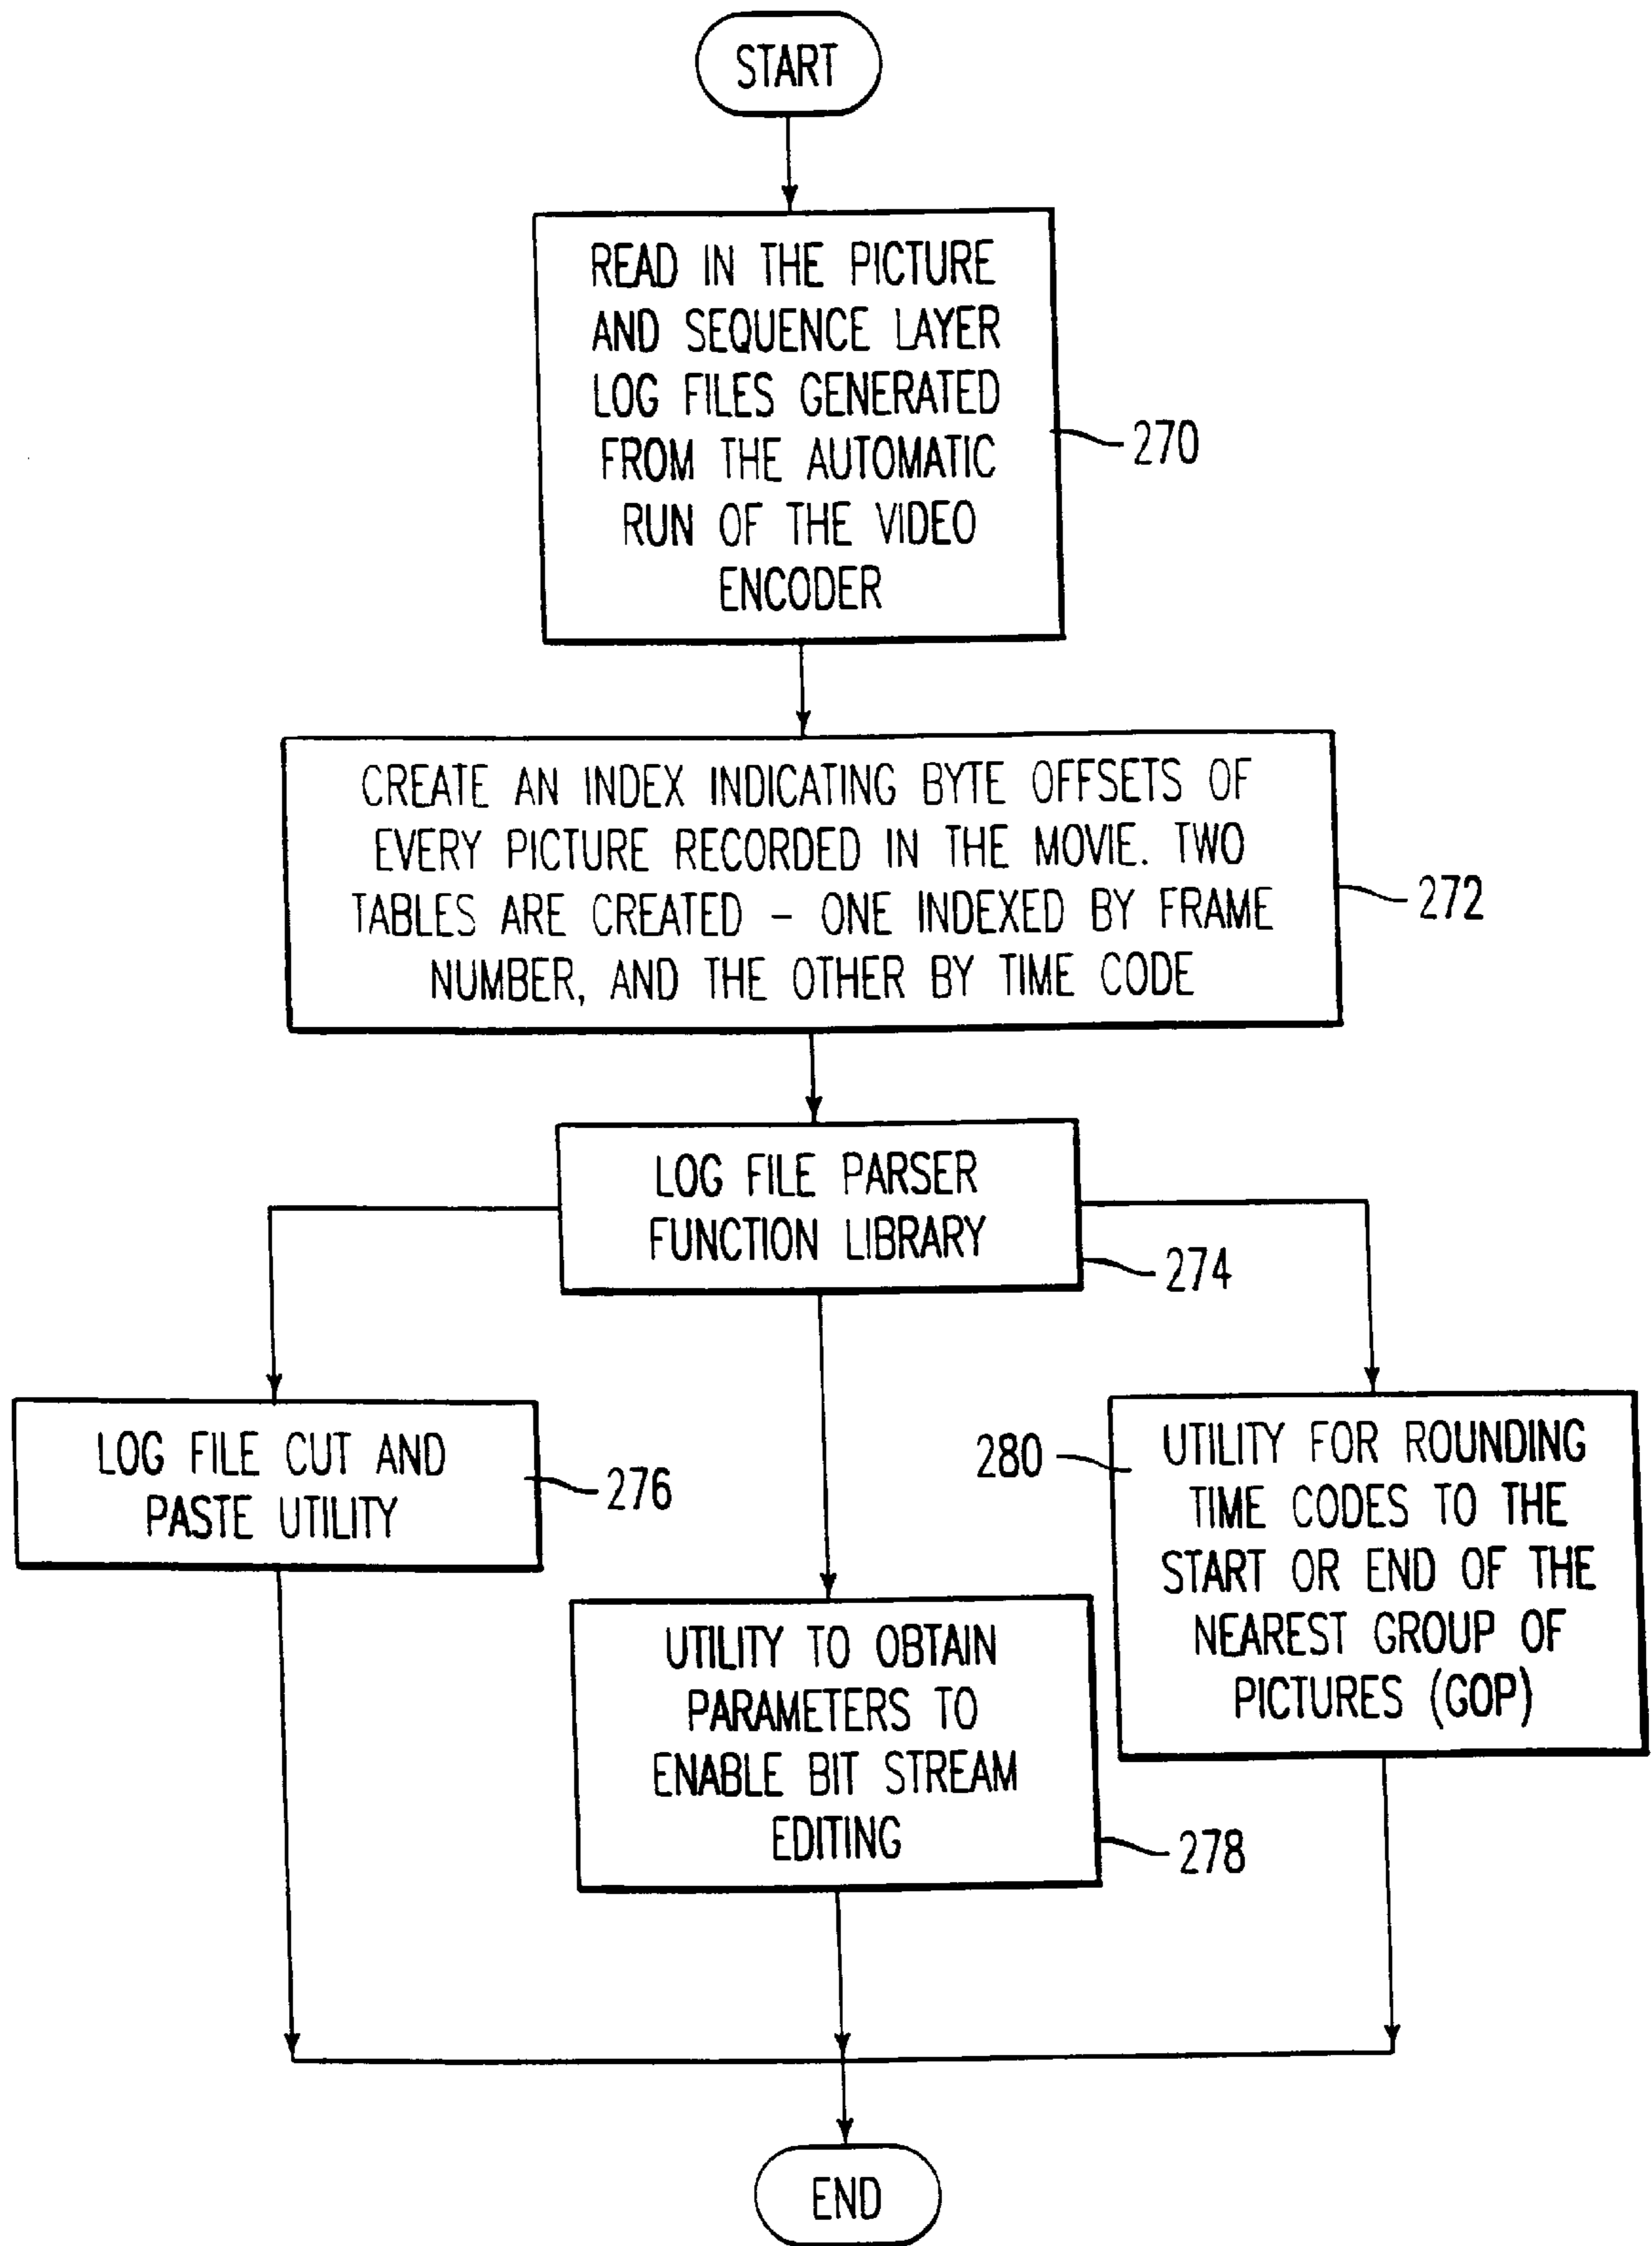 START
READ IN THE PICTURE
AND SEQUENCE LAYER
LOG FILES GENERATED
FROM THE AUTOMATIC
RUN OF THE VIDEO
ENCODER
270
CREATE AN INDEX INDICATING BYTE OFFSETS OF
EVERY PICTURE RECORDED IN THE MOVIE. TWO
TABLES ARE CREATED – ONE INDEXED BY FRAME
NUMBER, AND THE OTHER BY TIME CODE
272
LOG FILE PARSER
FUNCTION LIBRARY
274
LOG FILE CUT AND
PASTE UTILITY
276
UTILITY TO OBTAIN
PARAMETERS TO
ENABLE BIT STREAM
EDITING
278
280
UTILITY FOR ROUNDING
TIME CODES TO THE
START OR END OF THE
NEAREST GROUP OF
PICTURES (GOP)
END